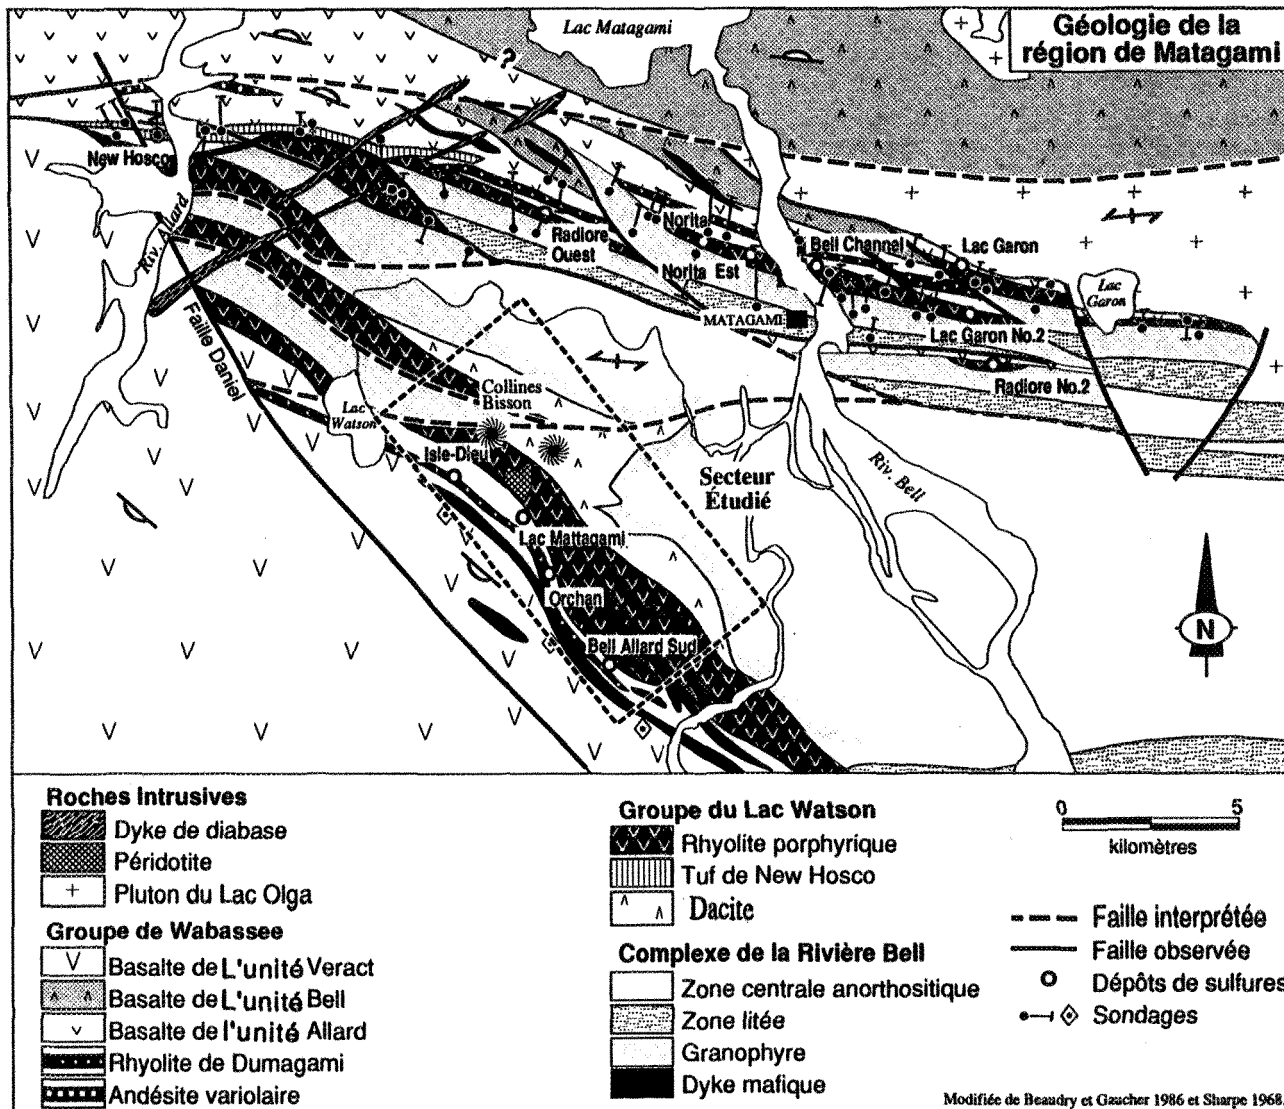 Géologie de la
région de Matagami
Lac Matagami
?
New Hosco
Riv. Allard
Radiore
Ouest
Norita
Norita Est
Bell Channel
Lac Garon
Lac
Garon
MATAGAMI
Lac Garon No.2
Radiore No.2
Faille Daniel
Collines
Bisson
Lac
Watson
Isle-Dieu
Secteur
Étudié
Riv. Bell
Lac Mattagami
Orchan
Bell Allard Sud
N
Roches Intrusives
Dyke de diabase
Péridotite
Pluton du Lac Olga
Groupe de Wabassee
Basalte de L'unité Veract
Basalte de L'unité Bell
Basalte de l'unité Allard
Rhyolite de Dumagami
Andésite variolaire
Groupe du Lac Watson
Rhyolite porphyrique
Tuf de New Hosco
Dacite
Complexe de la Rivière Bell
Zone centrale anorthositique
Zone litée
Granophyre
Dyke mafique
0 5
kilomètres
Faille interprétée
Faille observée
Dépôts de sulfures
Sondages
Modifiée de Beaudry et Gaucher 1986 et Sharpe 1968.